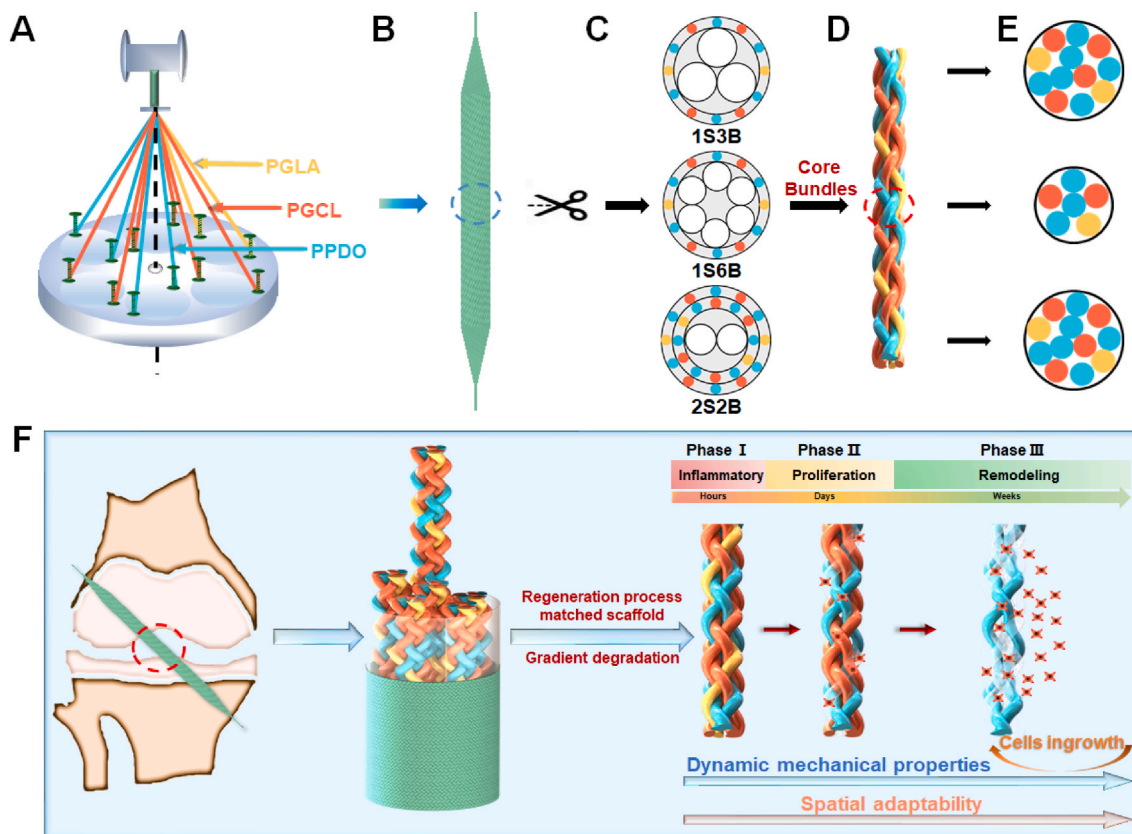 A
B
C
D
E
PGLA
PGCL
PPDO
1S3B
1S6B
2S2B
Core
Bundles
F
Phase Ⅰ
Phase Ⅱ
Phase Ⅲ
Inflammatory
Proliferation
Remodeling
Hours
Days
Weeks
Regeneration process
matched scaffold
Gradient degradation
Cells ingrowth
Dynamic mechanical properties
Spatial adaptability